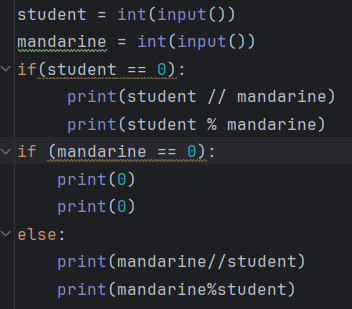 student = int(input())
mandarine = int(input())
if(student == 0):
    print(student // mandarine)
    print(student % mandarine)
if (mandarine == 0):
    print(0)
    print(0)
else:
    print(mandarine//student)
    print(mandarine%student)